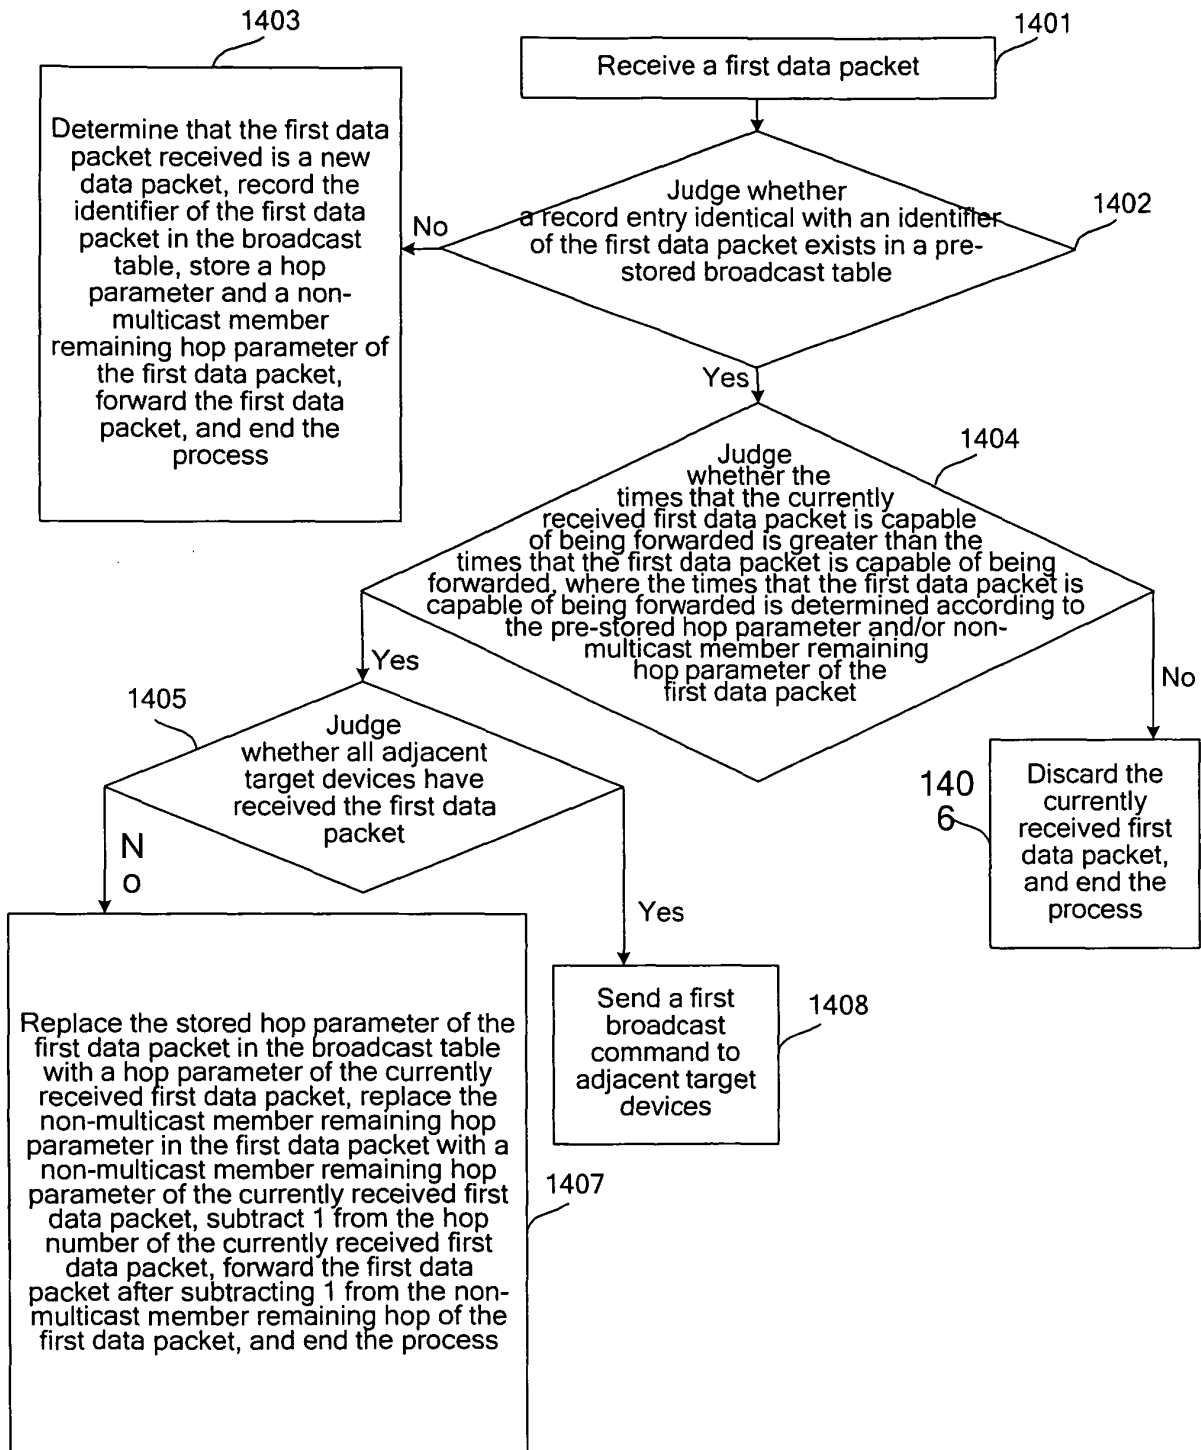 1403
1401
Receive a first data packet
Determine that the first data
packet received is a new
data packet, record the
identifier of the first data
packet in the broadcast
table, store a hop
parameter and a non-
multicast member
remaining hop parameter of
the first data packet,
forward the first data
packet, and end the
process
Judge whether
a record entry identical with an identifier
of the first data packet exists in a pre-
stored broadcast table
1402
No
Yes
1404
Judge
whether the
times that the currently
received first data packet is capable
of being forwarded is greater than the
times that the first data packet is capable of being
forwarded, where the times that the first data packet is
capable of being forwarded is determined according to
the pre-stored hop parameter and/or non-
multicast member remaining
hop parameter of the
first data packet
Yes
No
1405
Judge
whether all adjacent
target devices have
received the first data
packet
140
6
Discard the
currently
received first
data packet,
and end the
process
N
o
Yes
Replace the stored hop parameter of the
first data packet in the broadcast table
with a hop parameter of the currently
received first data packet, replace the
non-multicast member remaining hop
parameter in the first data packet with a
non-multicast member remaining hop
parameter of the currently received first
data packet, subtract 1 from the hop
number of the currently received first
data packet, forward the first data
packet after subtracting 1 from the non-
multicast member remaining hop of the
first data packet, and end the process
1407
Send a first
broadcast
command to
adjacent target
devices
1408